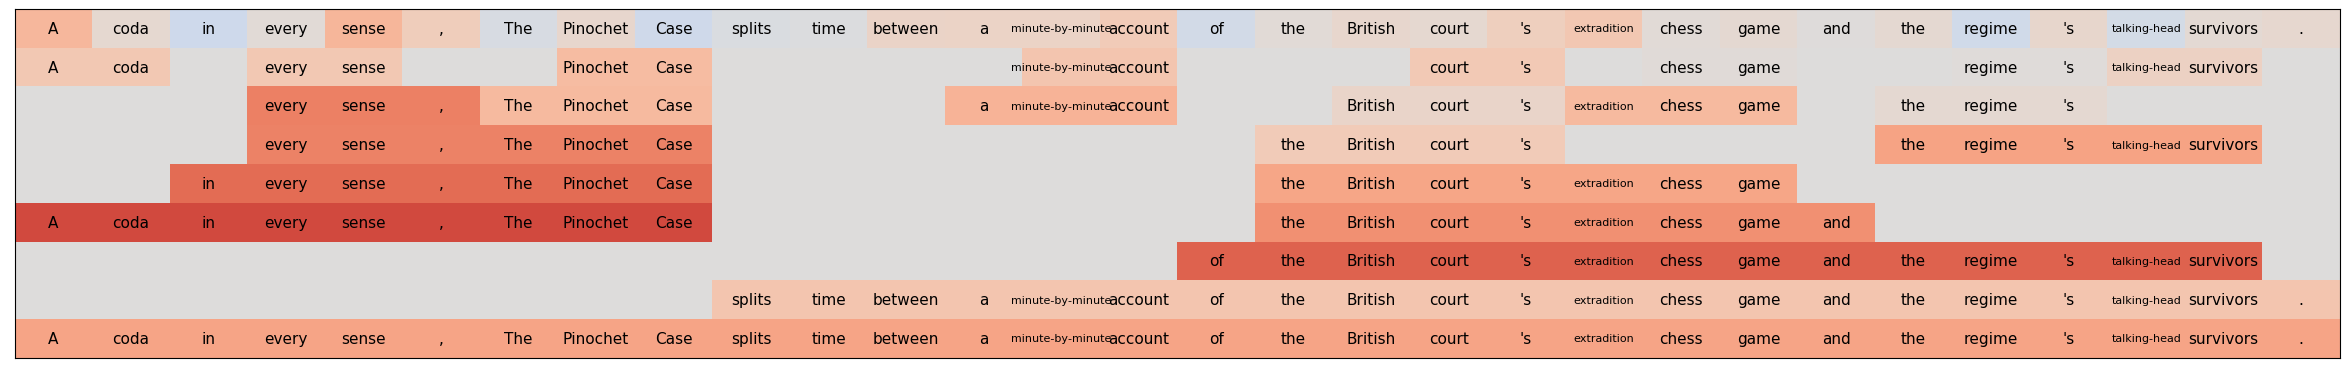 A coda in every sense , The Pinochet Case splits time between a minute-by-minute account of the British court 's extradition chess game and the regime 's talking-head survivors .
A coda every sense Pinochet Case minute-by-minute account court 's chess game regime 's talking-head survivors
every sense , The Pinochet Case a minute-by-minute account British court 's extradition chess game the regime 's
every sense , The Pinochet Case the British court 's the regime 's talking-head survivors
in every sense , The Pinochet Case the British court 's extradition chess game
A coda in every sense , The Pinochet Case the British court 's extradition chess game and
of the British court 's extradition chess game and the regime 's talking-head survivors
splits time between a minute-by-minute account of the British court 's extradition chess game and the regime 's talking-head survivors .
A coda in every sense , The Pinochet Case splits time between a minute-by-minute account of the British court 's extradition chess game and the regime 's talking-head survivors .